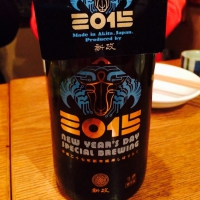 2015
Made in Akita, Japan.
Produced by
新政
2015
NEW YEAR'S DAY
SPECIAL BREWING
新政